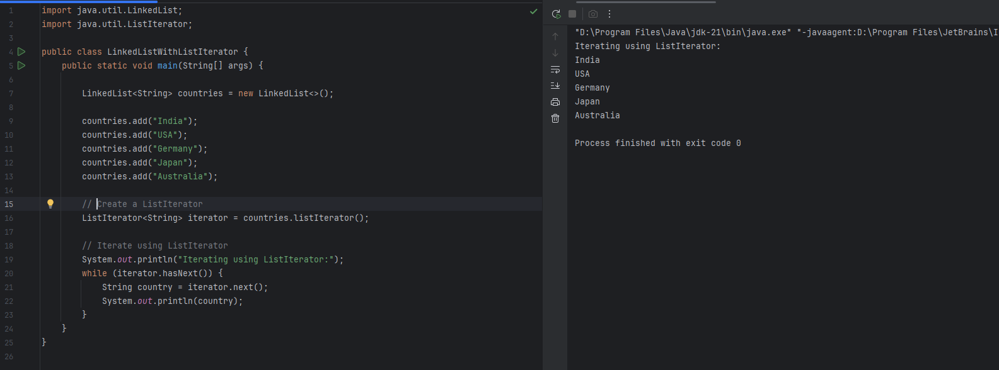 1 import java.util.LinkedList;
2 import java.util.ListIterator;
3
4 public class LinkedListWithListIterator {
5 public static void main(String[] args) {
6
7 LinkedList<String> countries = new LinkedList<>();
8
9 countries.add("India");
10 countries.add("USA");
11 countries.add("Germany");
12 countries.add("Japan");
13 countries.add("Australia");
14
15 // Create a ListIterator
16 ListIterator<String> iterator = countries.listIterator();
17
18 // Iterate using ListIterator
19 System.out.println("Iterating using ListIterator:");
20 while (iterator.hasNext()) {
21 String country = iterator.next();
22 System.out.println(country);
23 }
24 }
25 }
26
"D:\Program Files\Java\jdk-21\bin\java.exe" "-javaagent:D:\Program Files\JetBrains\I
Iterating using ListIterator:
India
USA
Germany
Japan
Australia
Process finished with exit code 0